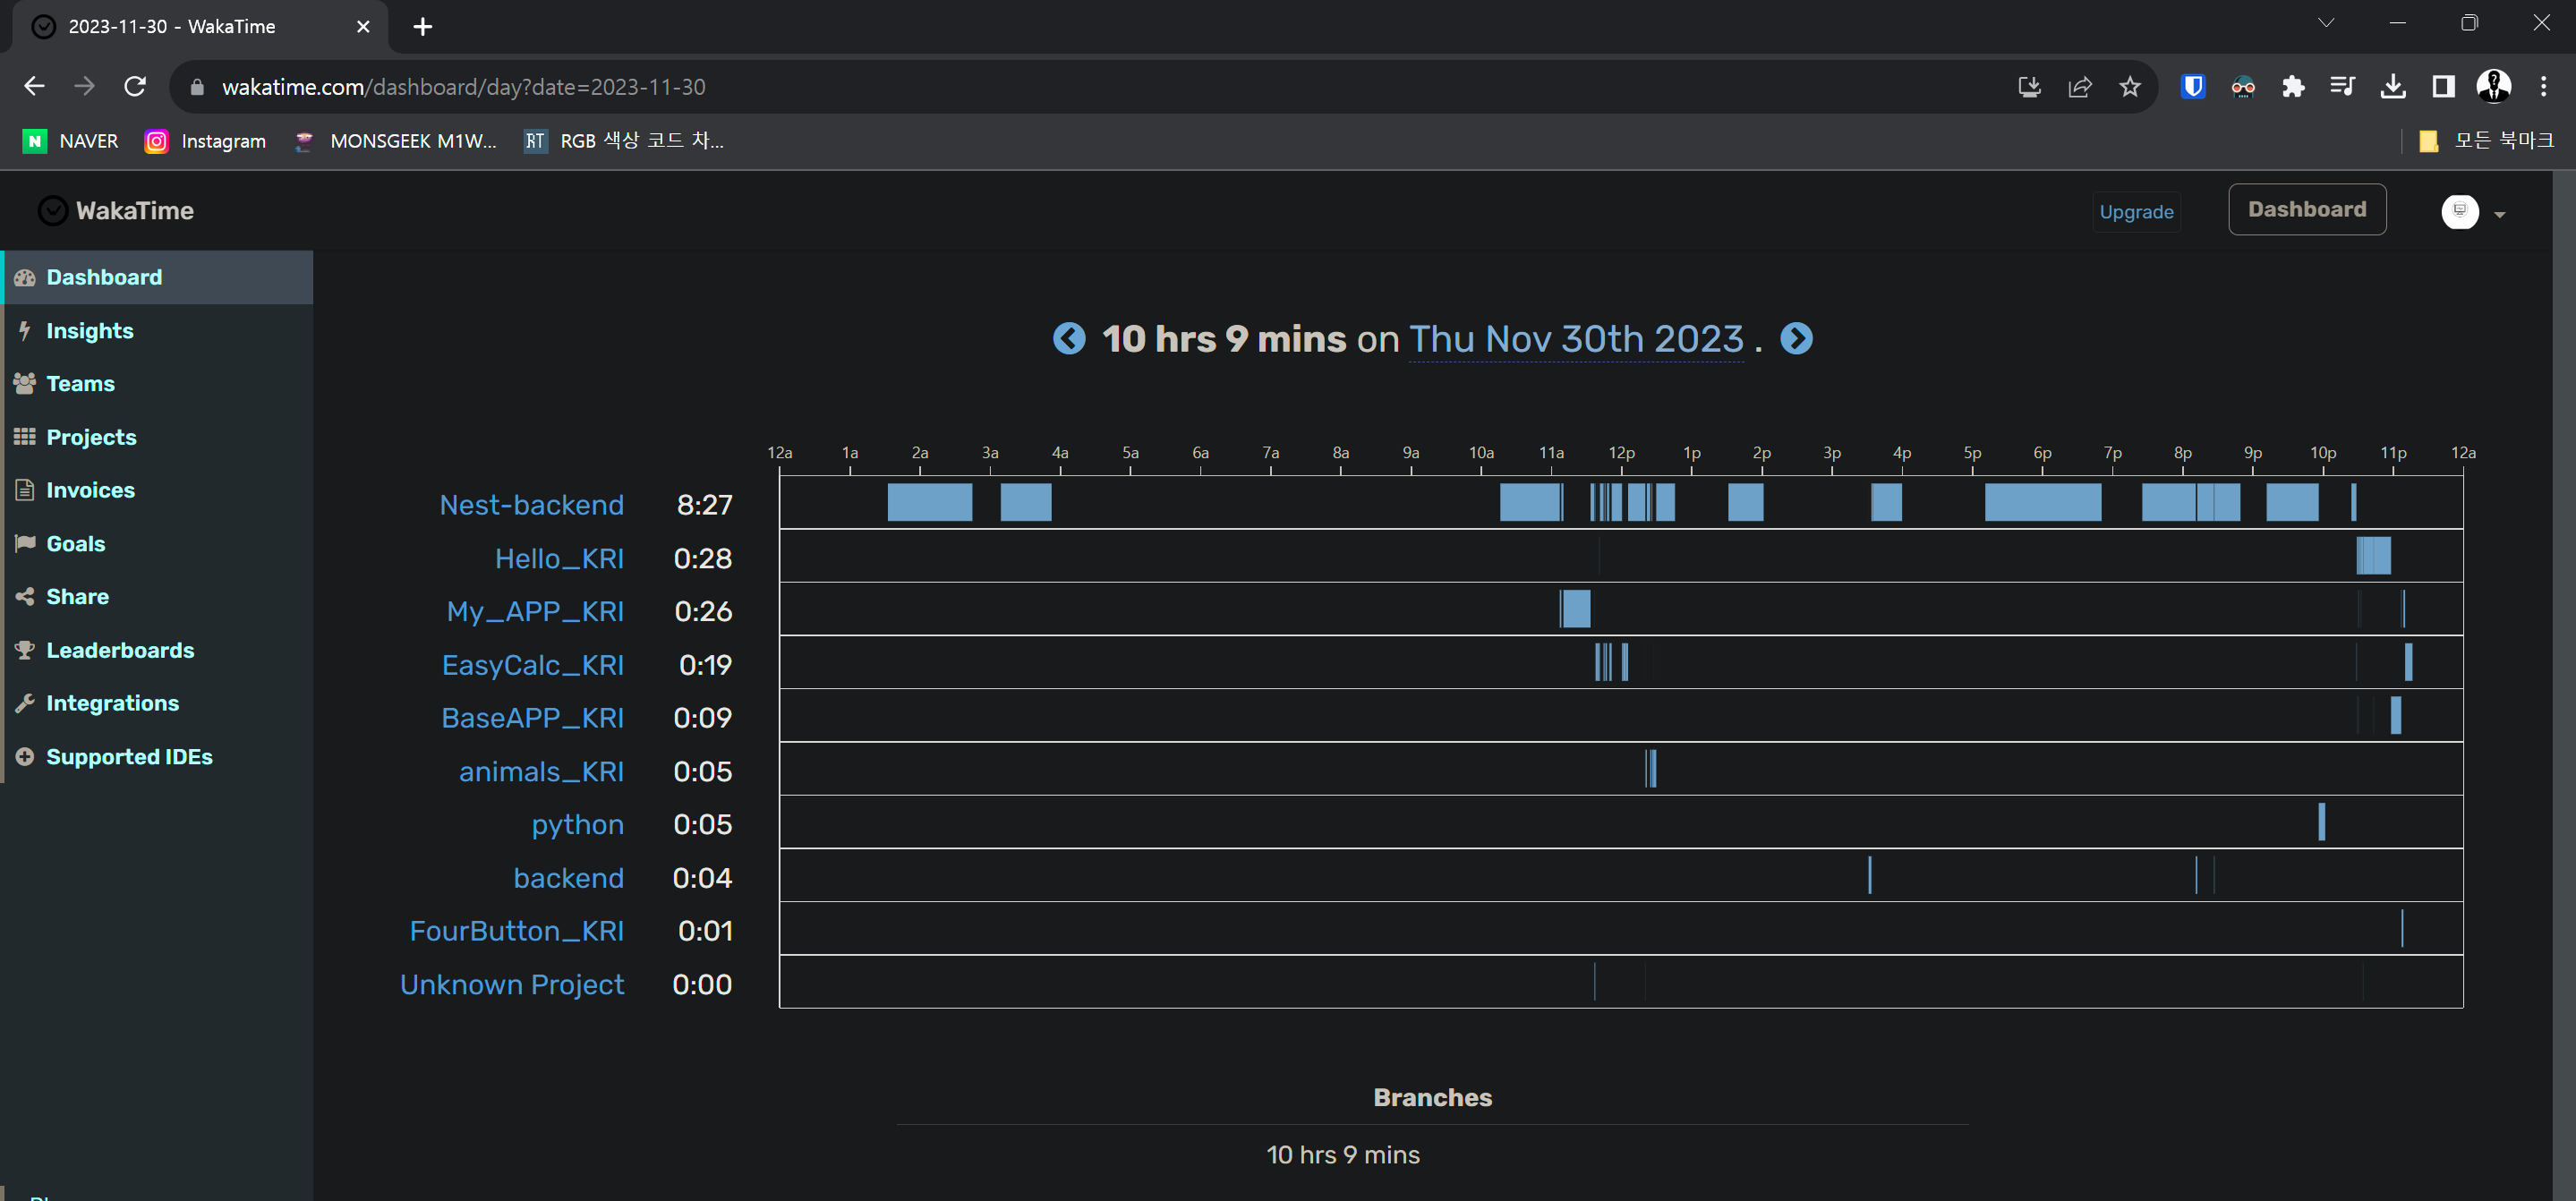 2023-11-30 - WakaTime
wakatime.com/dashboard/day?date=2023-11-30
NAVER Instagram MONSGEEK M1W... RT RGB 색상 코드 차... 모든 북마크
WakaTime Upgrade Dashboard
Dashboard
Insights
Teams
Projects
Invoices
Goals
Share
Leaderboards
Integrations
Supported IDEs
10 hrs 9 mins on Thu Nov 30th 2023 .
12a 1a 2a 3a 4a 5a 6a 7a 8a 9a 10a 11a 12p 1p 2p 3p 4p 5p 6p 7p 8p 9p 10p 11p 12a
Nest-backend 8:27
Hello_KRI 0:28
My_APP_KRI 0:26
EasyCalc_KRI 0:19
BaseAPP_KRI 0:09
animals_KRI 0:05
python 0:05
backend 0:04
FourButton_KRI 0:01
Unknown Project 0:00
Branches
10 hrs 9 mins